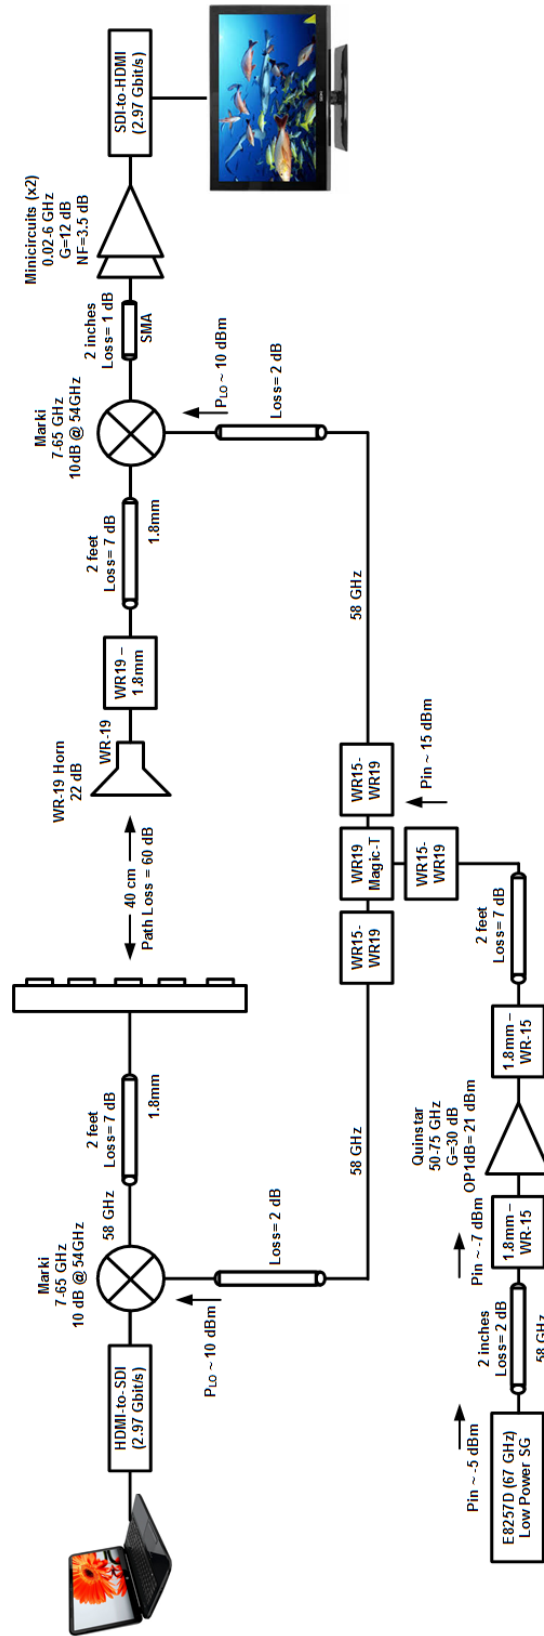 HDMI-to-SDI
(2.97 Gbit/s)
Marki
7-65 GHz
10 dB @ 54GHz
PLO ~ 10 dBm
58 GHz
2 feet
Loss= 7 dB
1.8mm
40 cm
Path Loss = 60 dB
WR-19 Horn
22 dB
WR-19
WR19 –
1.8mm
2 feet
Loss= 7 dB
1.8mm
Marki
7-65 GHz
10dB @ 54GHz
PLO ~ 10 dBm
2 inches
Loss= 1 dB
SMA
Minicircuits (x2)
0.02-6 GHz
G=12 dB
NF=3.5 dB
SDI-to-HDMI
(2.97 Gbit/s)
Loss= 2 dB
Loss= 2 dB
58 GHz
WR15-
WR19
WR19
Magic-T
WR15-
WR19
58 GHz
WR15-
WR19
Pin ~ 15 dBm
Pin ~ -5 dBm
E8257D (67 GHz)
Low Power SG
2 inches
Loss= 2 dB
58 GHz
Pin ~ -7 dBm
1.8mm –
WR-15
Quinstar
50-75 GHz
G=30 dB
OP1dB= 21 dBm
1.8mm –
WR-15
2 feet
Loss= 7 dB